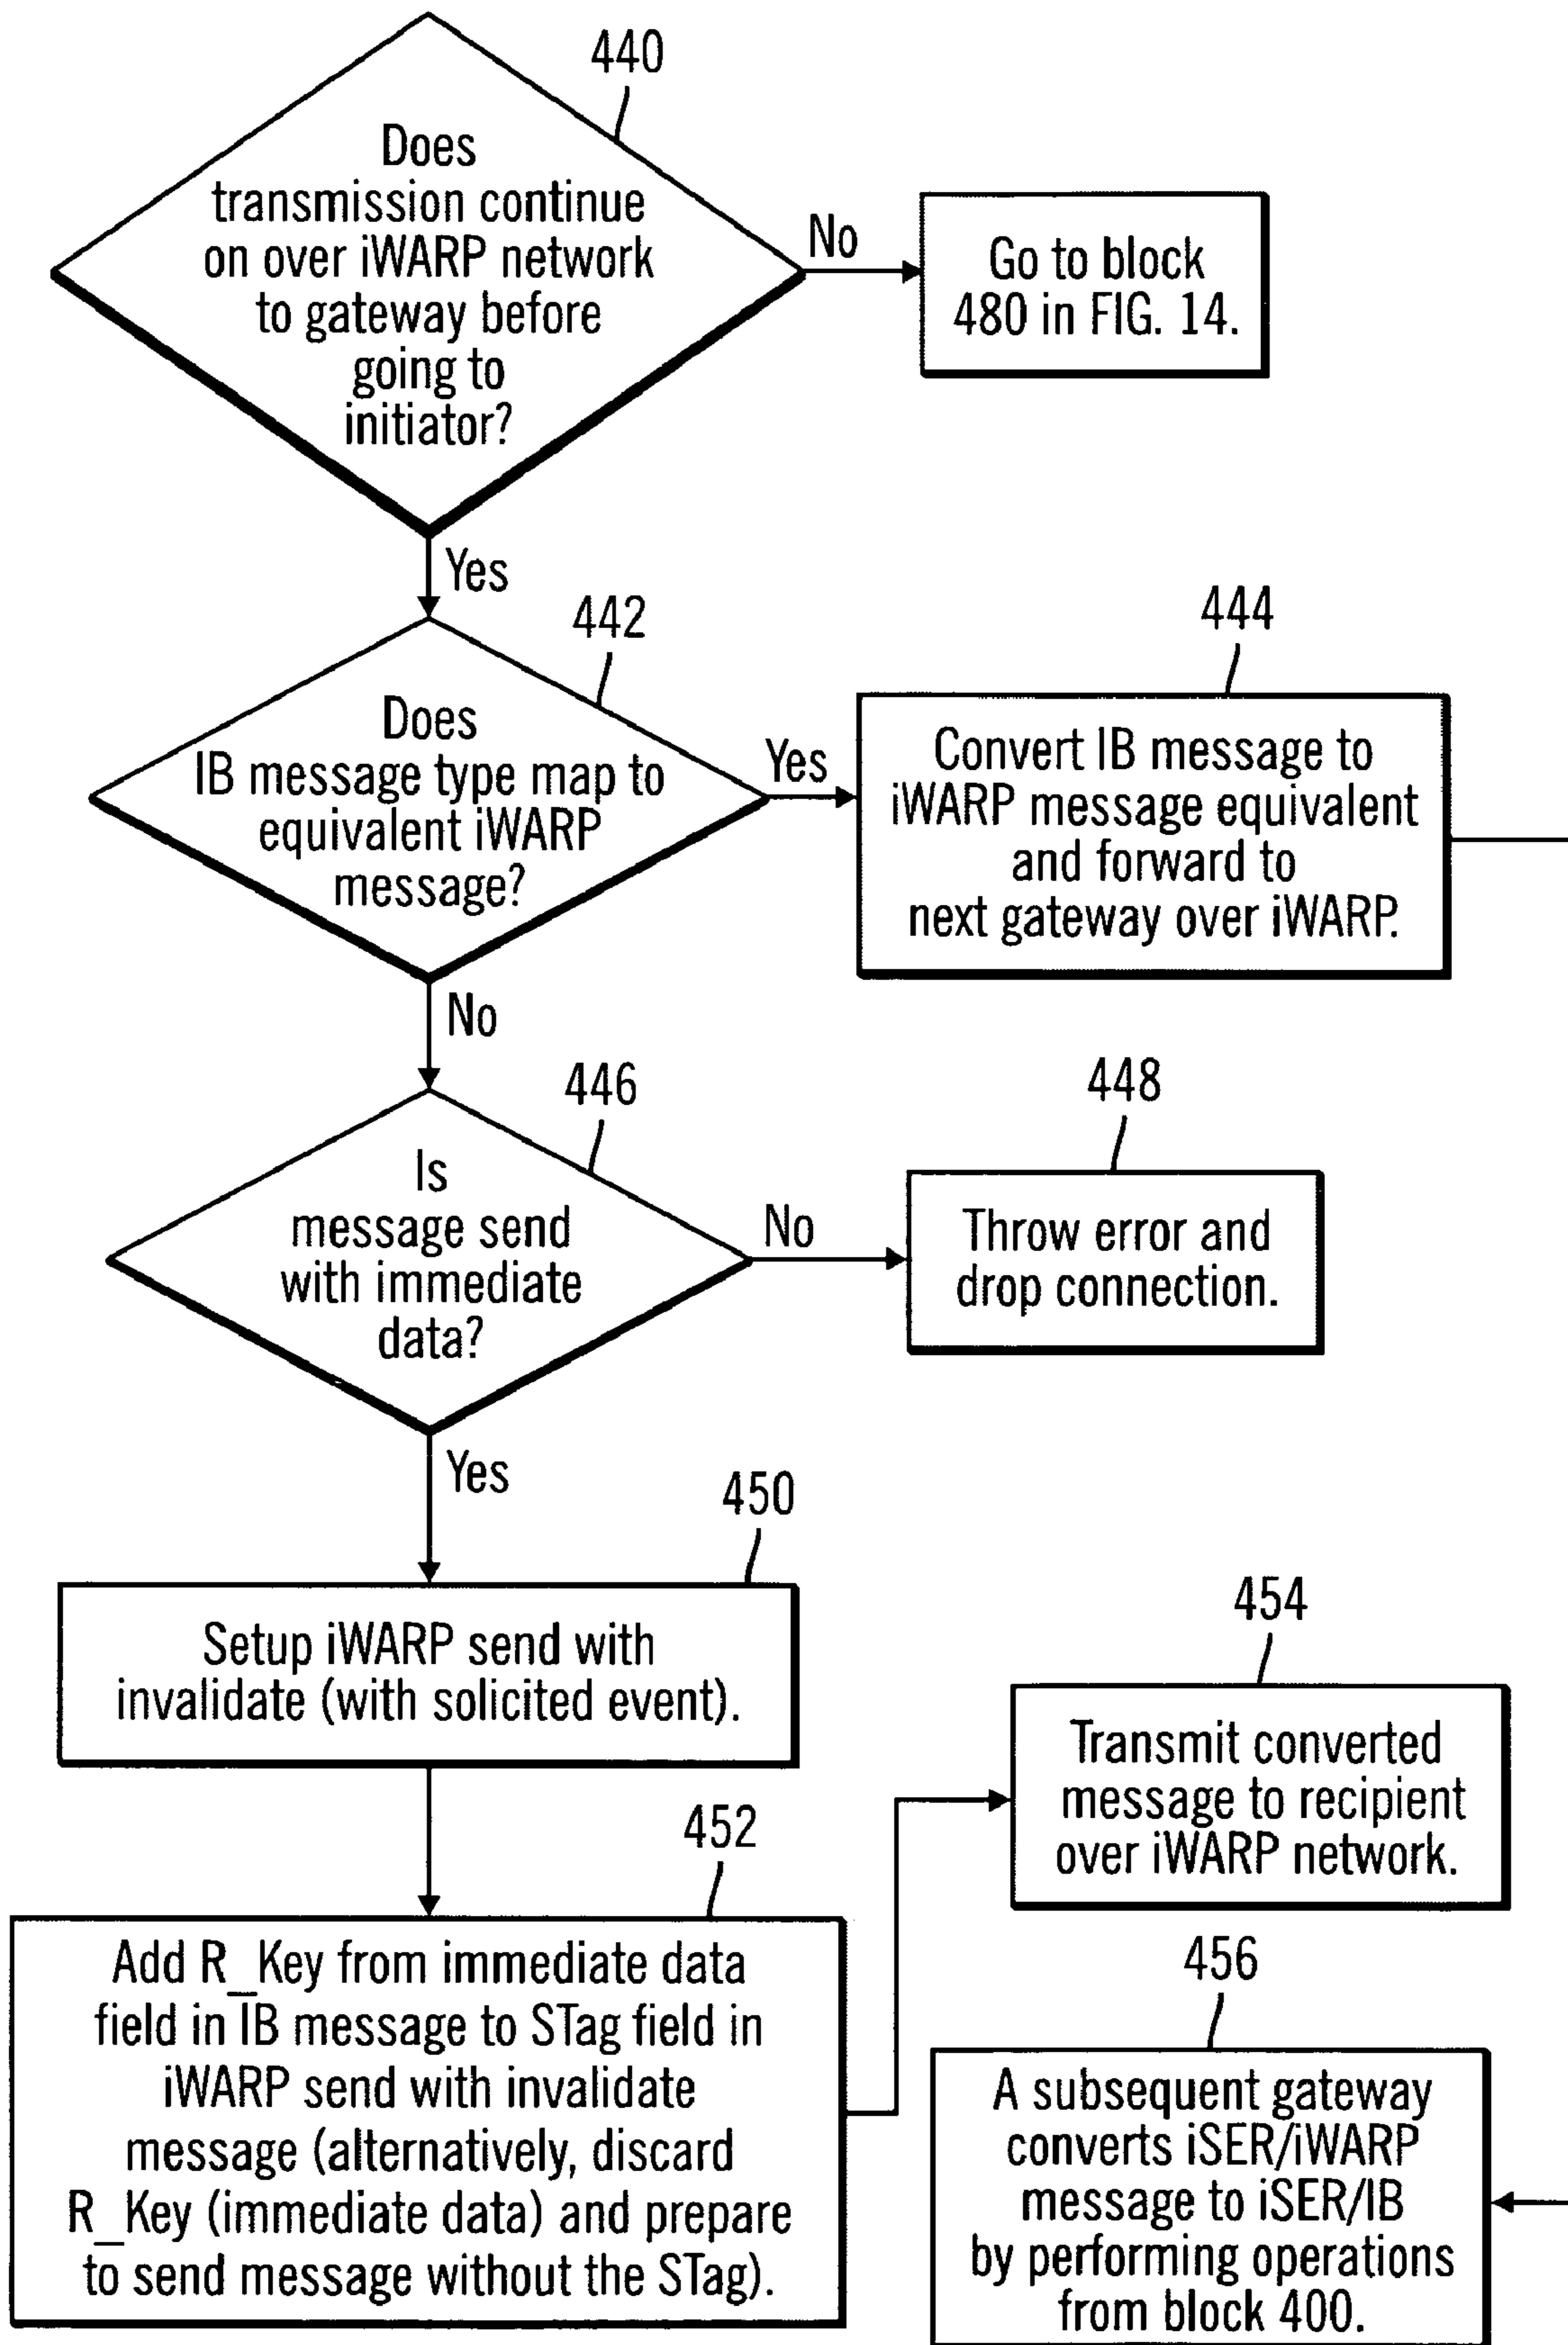 440
Does
transmission continue
on over iWARP network
to gateway before
going to
initiator?
No
Go to block
480 in FIG. 14.
Yes
442
Does
IB message type map to
equivalent iWARP
message?
Yes
444
Convert IB message to
iWARP message equivalent
and forward to
next gateway over iWARP.
No
446
Is
message send
with immediate
data?
No
448
Throw error and
drop connection.
Yes
450
Setup iWARP send with
invalidate (with solicited event).
452
Add R_Key from immediate data
field in IB message to STag field in
iWARP send with invalidate
message (alternatively, discard
R_Key (immediate data) and prepare
to send message without the STag).
454
Transmit converted
message to recipient
over iWARP network.
456
A subsequent gateway
converts iSER/iWARP
message to iSER/IB
by performing operations
from block 400.